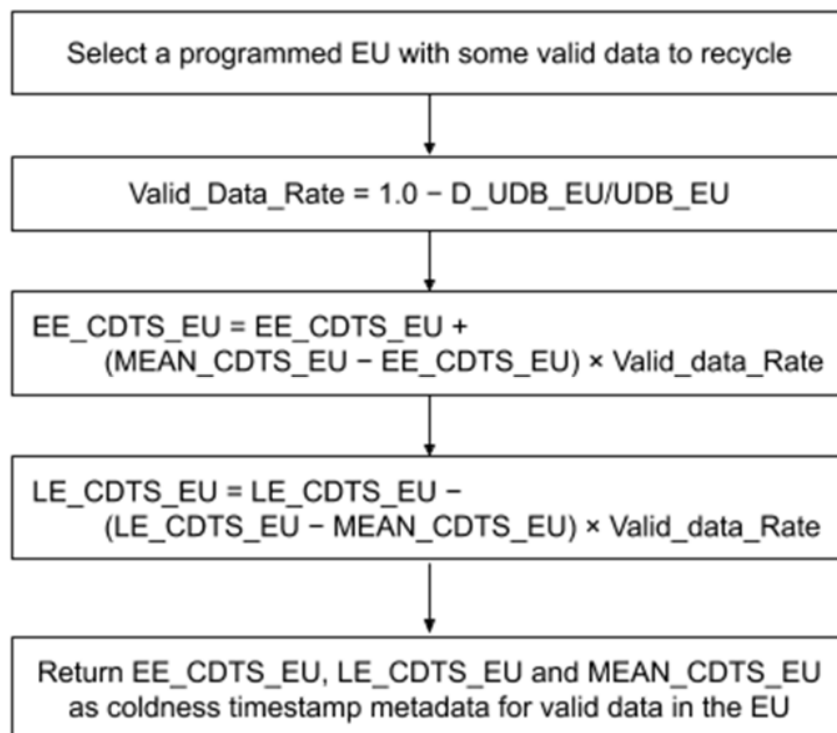 Select a programmed EU with some valid data to recycle
Valid_Data_Rate = 1.0 − D_UDB_EU/UDB_EU
EE_CDTS_EU = EE_CDTS_EU +
(MEAN_CDTS_EU − EE_CDTS_EU) × Valid_data_Rate
LE_CDTS_EU = LE_CDTS_EU −
(LE_CDTS_EU − MEAN_CDTS_EU) × Valid_data_Rate
Return EE_CDTS_EU, LE_CDTS_EU and MEAN_CDTS_EU
as coldness timestamp metadata for valid data in the EU